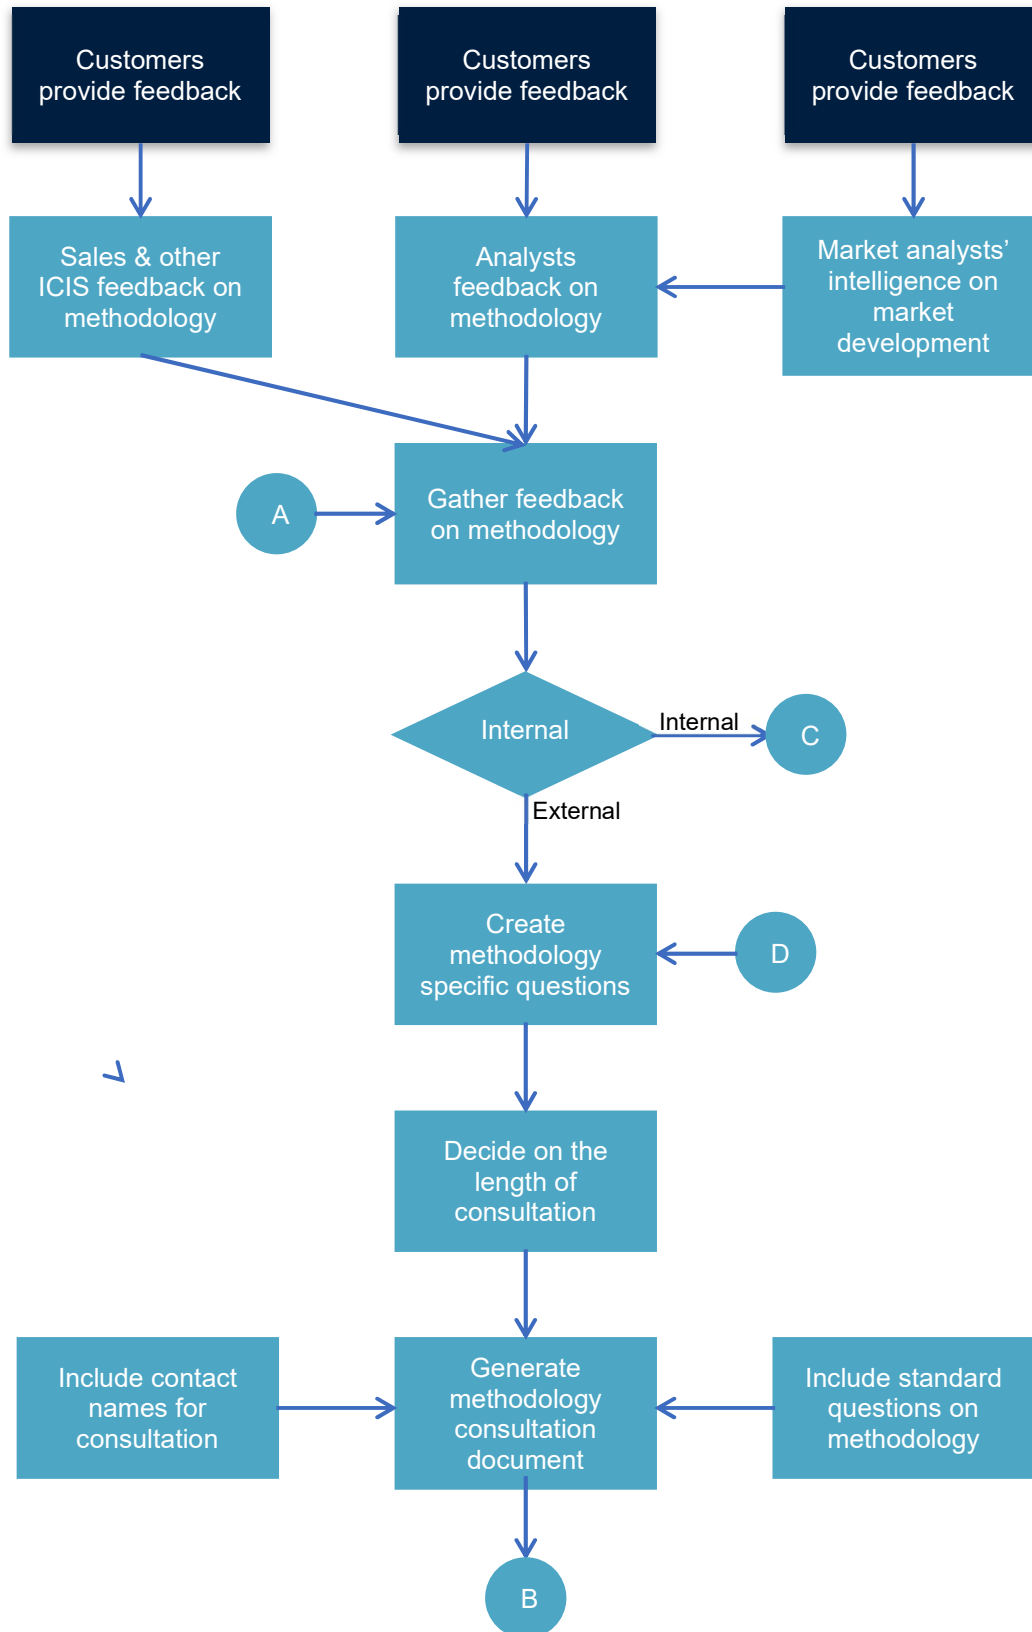 Customers
provide feedback
Customers
provide feedback
Customers
provide feedback
Sales & other
ICIS feedback on
methodology
Analysts
feedback on
methodology
Market analysts’
intelligence on
market
development
A
Gather feedback
on methodology
Internal
Internal
C
External
Create
methodology
specific questions
D
Decide on the
length of
consultation
Include contact
names for
consultation
Generate
methodology
consultation
document
Include standard
questions on
methodology
B